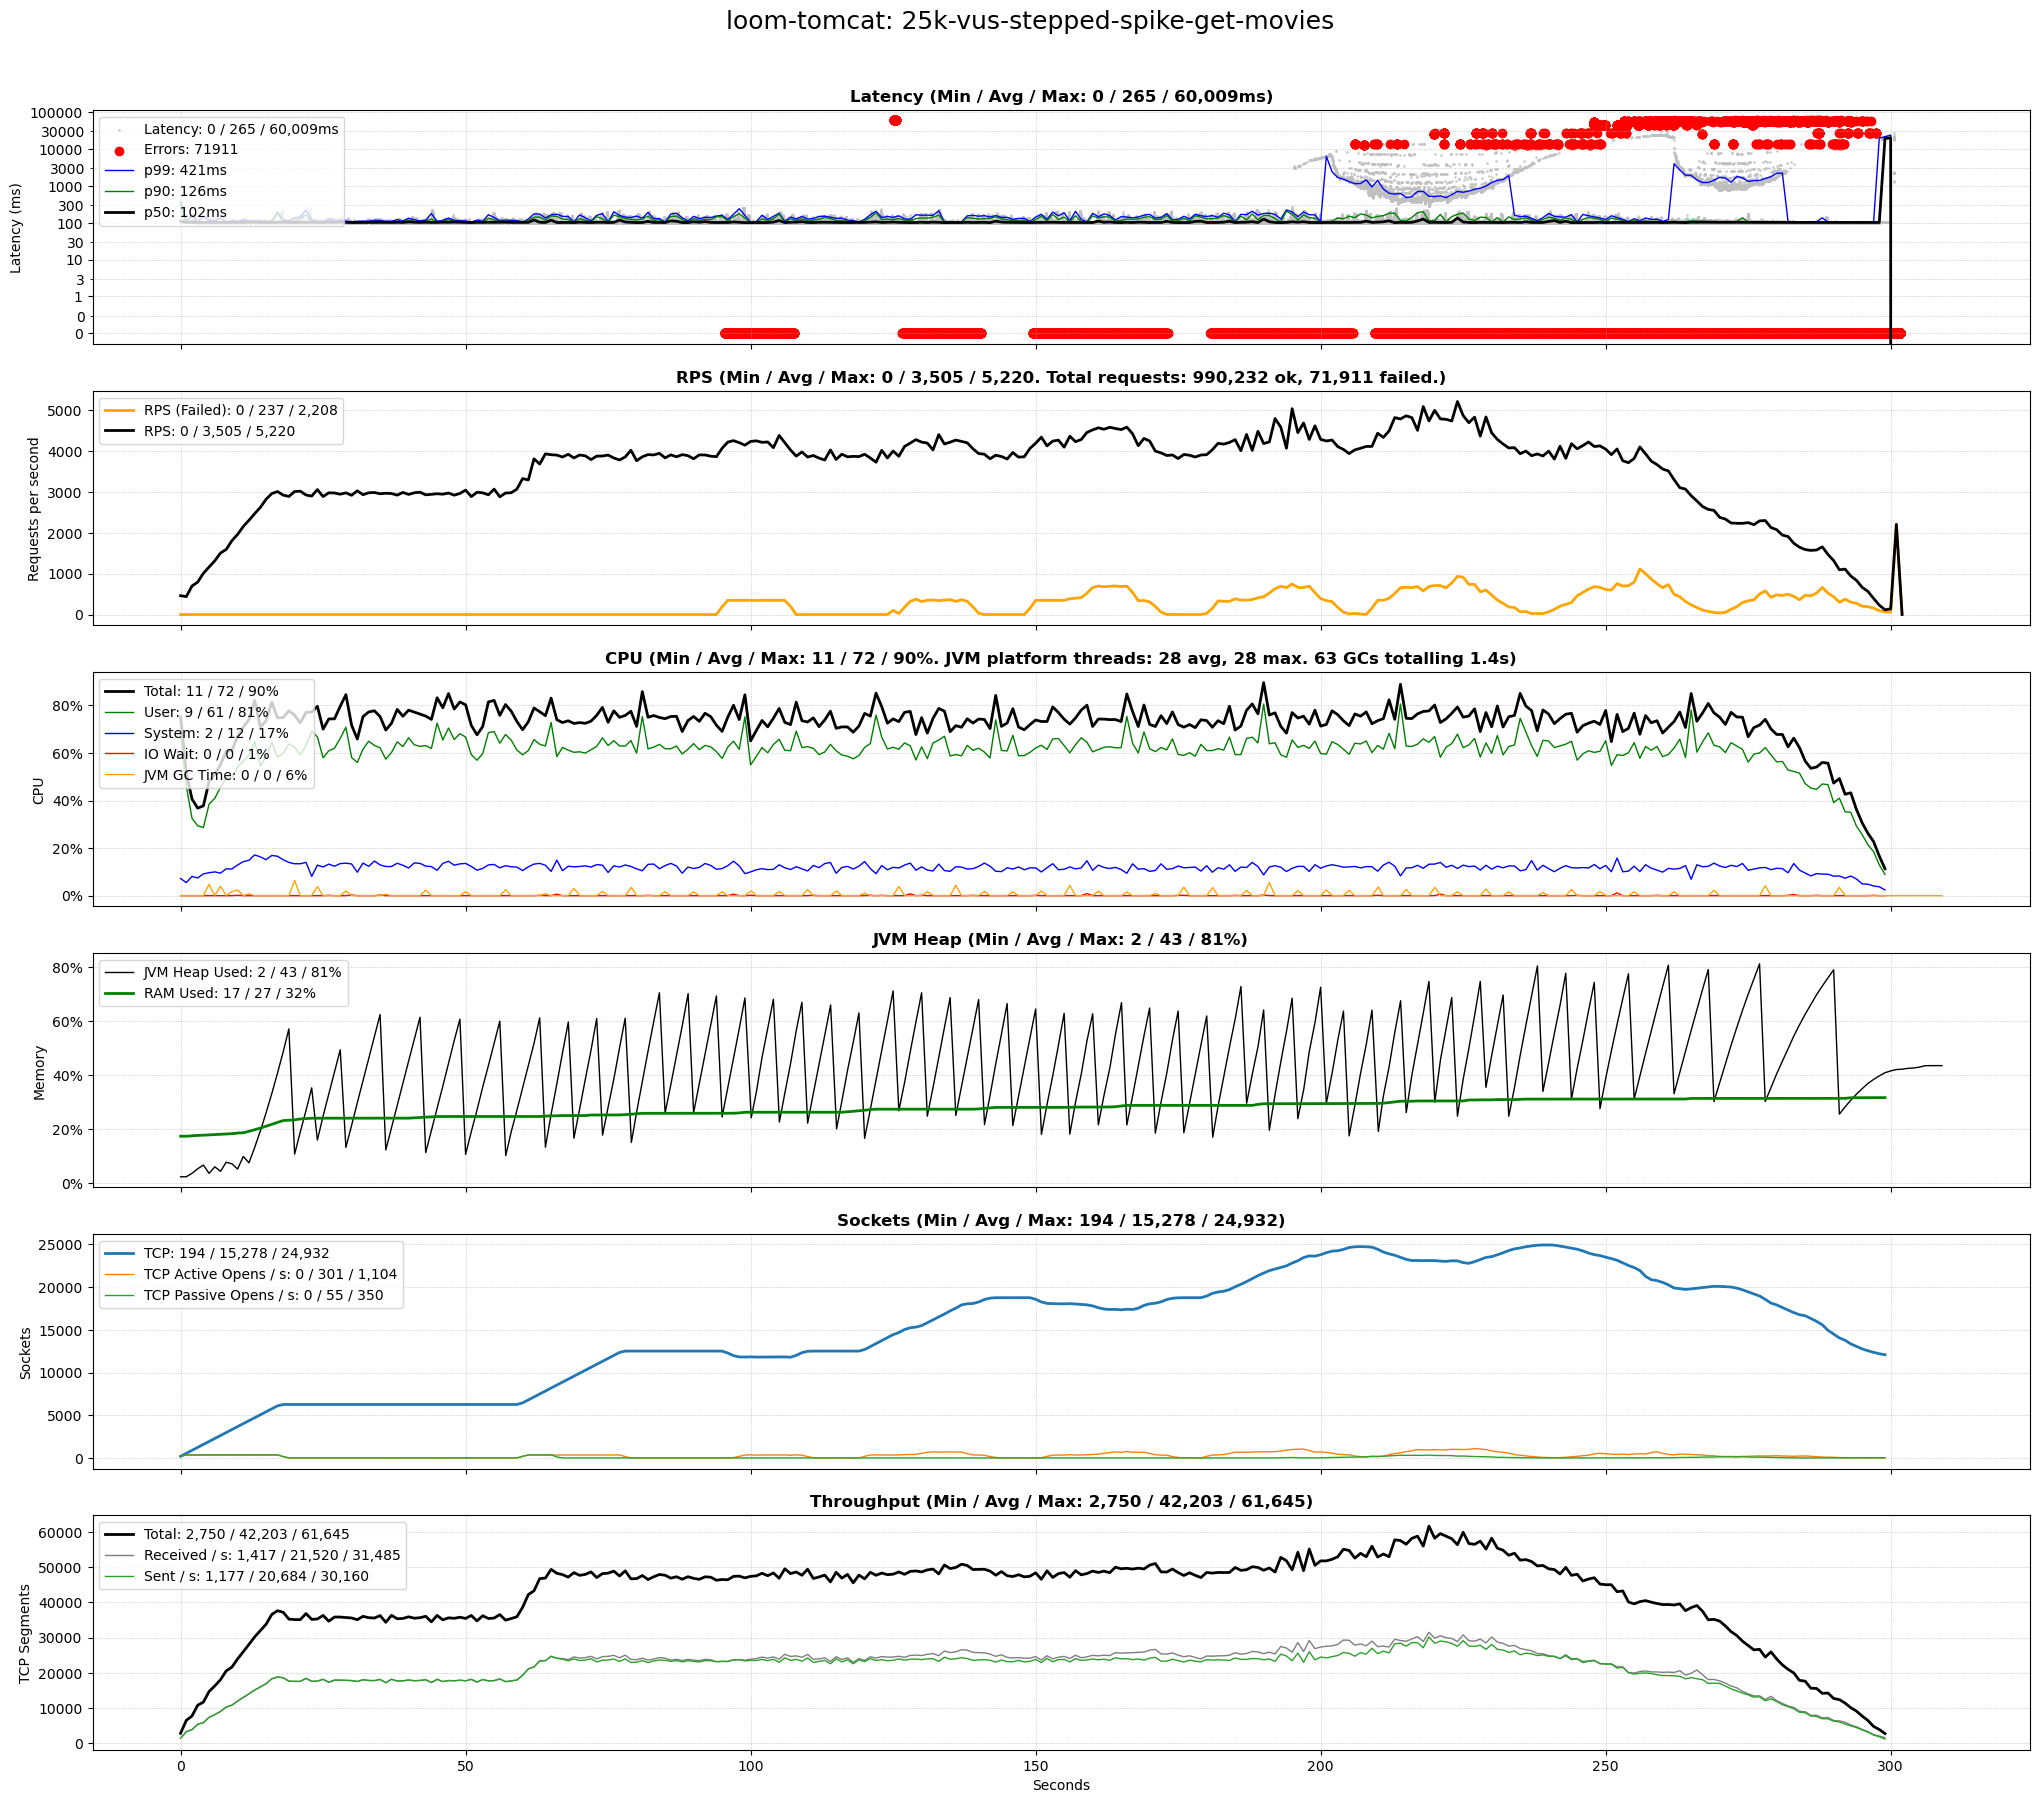 loom-tomcat: 25k-vus-stepped-spike-get-movies
Latency (Min / Avg / Max: 0 / 265 / 60,009ms)
Latency (ms)
100000
30000
10000
3000
1000
300
100
30
10
3
1
0
0
Latency: 0 / 265 / 60,009ms
Errors: 71911
p99: 421ms
p90: 126ms
p50: 102ms
RPS (Min / Avg / Max: 0 / 3,505 / 5,220. Total requests: 990,232 ok, 71,911 failed.)
Requests per second
5000
4000
3000
2000
1000
0
RPS (Failed): 0 / 237 / 2,208
RPS: 0 / 3,505 / 5,220
CPU (Min / Avg / Max: 11 / 72 / 90%. JVM platform threads: 28 avg, 28 max. 63 GCs totalling 1.4s)
CPU
80%
60%
40%
20%
0%
Total: 11 / 72 / 90%
User: 9 / 61 / 81%
System: 2 / 12 / 17%
IO Wait: 0 / 0 / 1%
JVM GC Time: 0 / 0 / 6%
JVM Heap (Min / Avg / Max: 2 / 43 / 81%)
Memory
80%
60%
40%
20%
0%
JVM Heap Used: 2 / 43 / 81%
RAM Used: 17 / 27 / 32%
Sockets (Min / Avg / Max: 194 / 15,278 / 24,932)
Sockets
25000
20000
15000
10000
5000
0
TCP: 194 / 15,278 / 24,932
TCP Active Opens / s: 0 / 301 / 1,104
TCP Passive Opens / s: 0 / 55 / 350
Throughput (Min / Avg / Max: 2,750 / 42,203 / 61,645)
TCP Segments
60000
50000
40000
30000
20000
10000
0
Total: 2,750 / 42,203 / 61,645
Received / s: 1,417 / 21,520 / 31,485
Sent / s: 1,177 / 20,684 / 30,160
0 50 100 150 200 250 300
Seconds